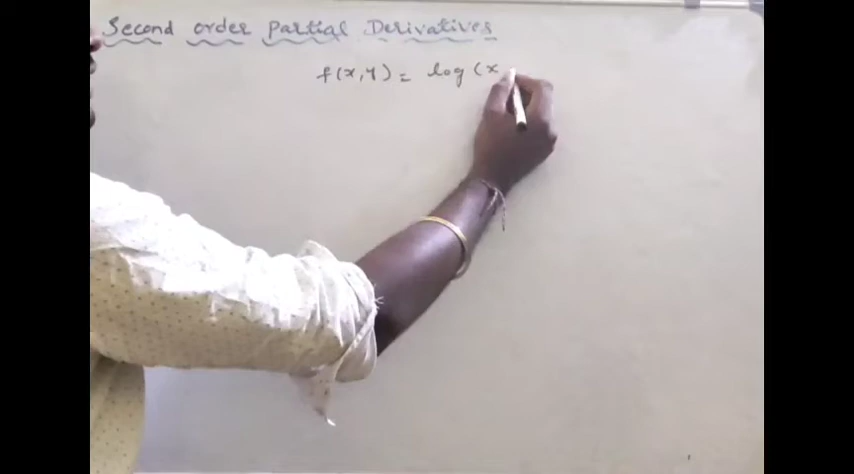 Second order Partial Derivatives
f(x,y) = log(x